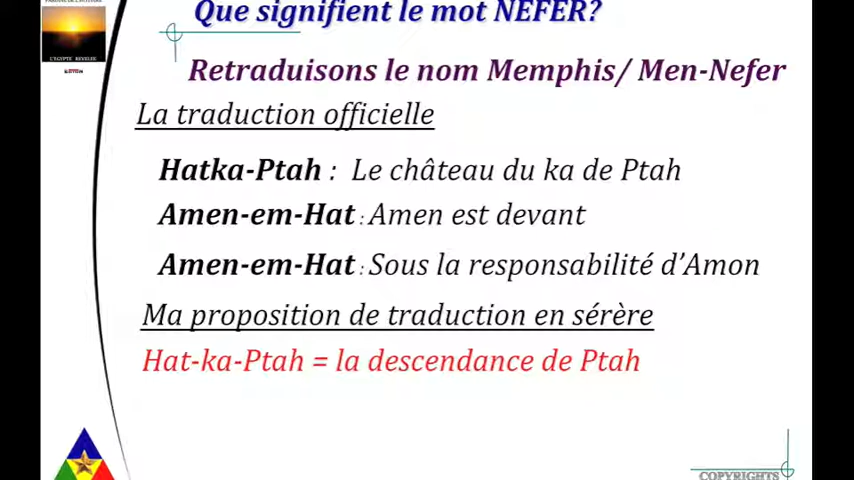 Que signifient le mot NEFER?
Retraduisons le nom Memphis/ Men-Nefer
La traduction officielle
Hatka-Ptah : Le château du ka de Ptah
Amen-em-Hat : Amen est devant
Amen-em-Hat : Sous la responsabilité d'Amon
Ma proposition de traduction en sérère
Hat-ka-Ptah = la descendance de Ptah
L'EGYPTE REVELEE
COPYRIGHTS